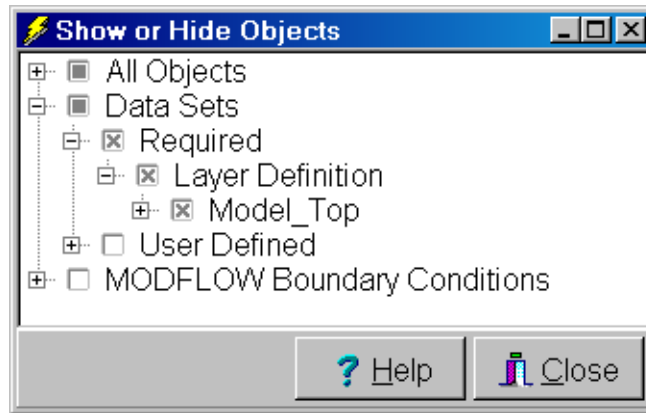 Show or Hide Objects
All Objects
Data Sets
Required
Layer Definition
Model_Top
User Defined
MODFLOW Boundary Conditions
? Help
Close